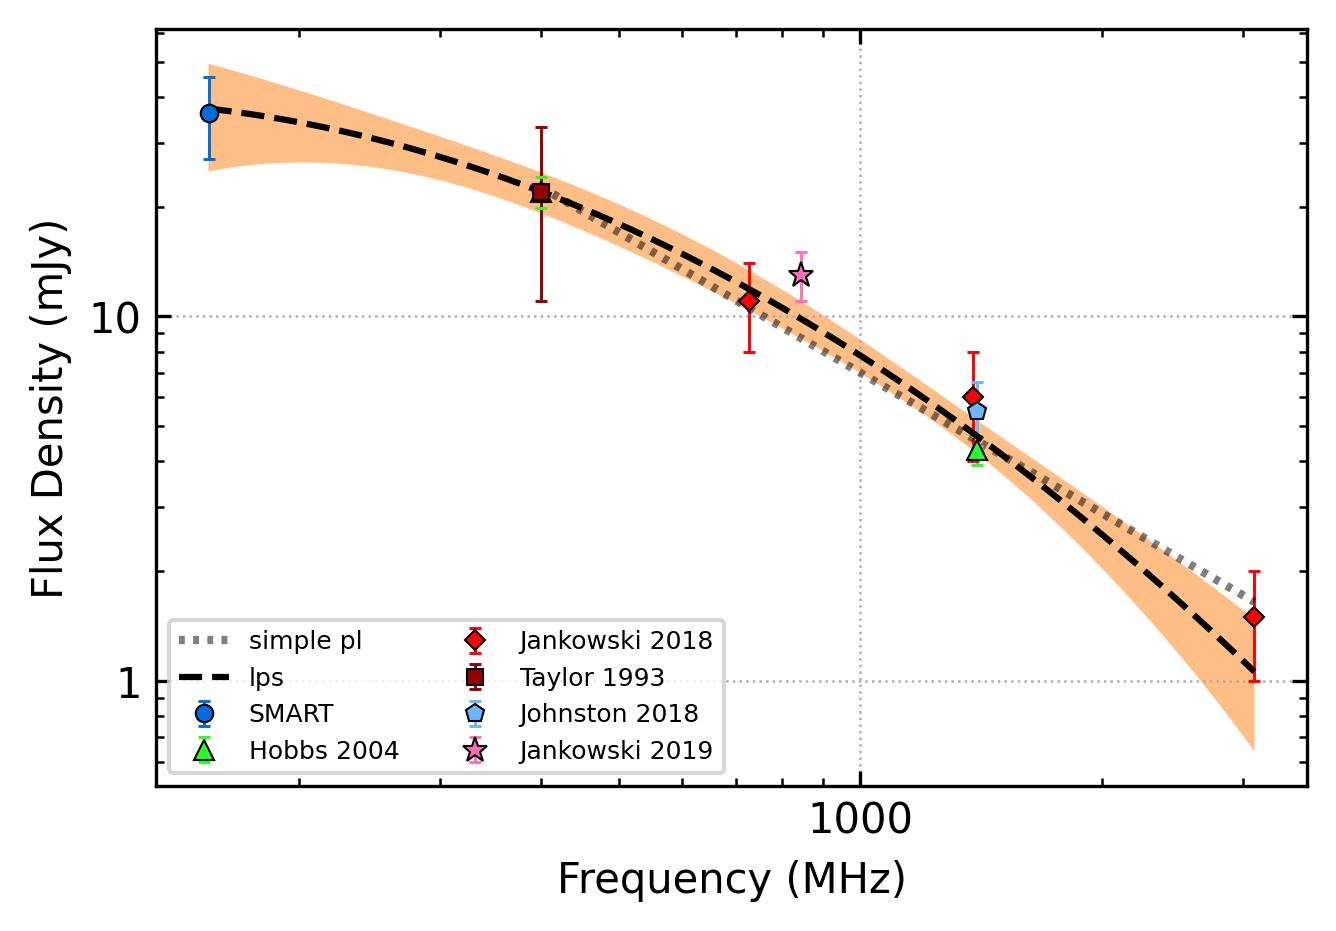 Flux Density (mJy)
10
1
simple pl
lps
SMART
Hobbs 2004
Jankowski 2018
Taylor 1993
Johnston 2018
Jankowski 2019
1000
Frequency (MHz)